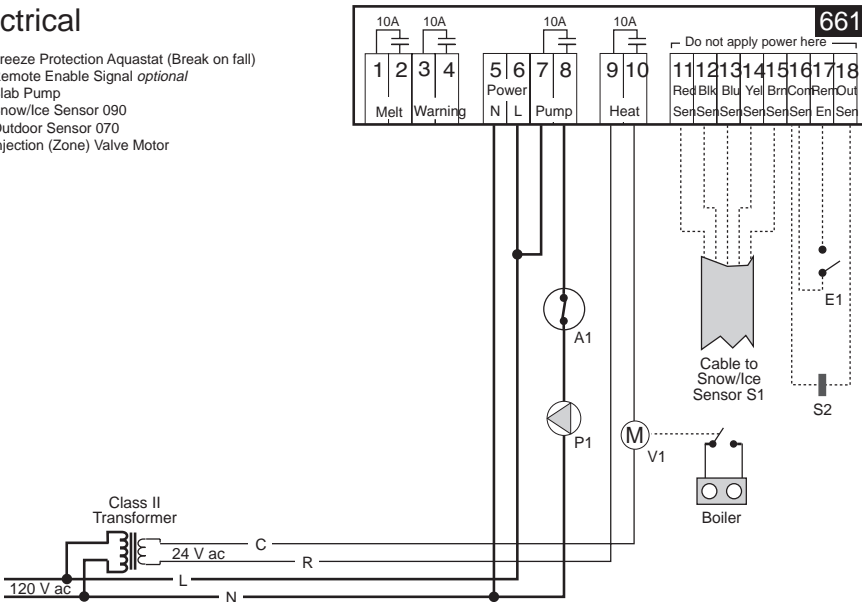 ctrical
reeze Protection Aquastat (Break on fall)
emote Enable Signal optional
lab Pump
now/Ice Sensor 090
utdoor Sensor 070
jection (Zone) Valve Motor
661
10A 10A 10A 10A
Do not apply power here
1 2 3 4 5 6 7 8 9 10 11 12 13 14 15 16 17 18
Power Red Blk Blu Yel Brn Com Rem Out
Melt Warning N L Pump Heat Sen Sen Sen Sen Sen Sen En Sen
E1
A1
Cable to
Snow/Ice
Sensor S1
S2
P1
M
V1
Boiler
Class II
Transformer
C
24 V ac
R
L
120 V ac
N